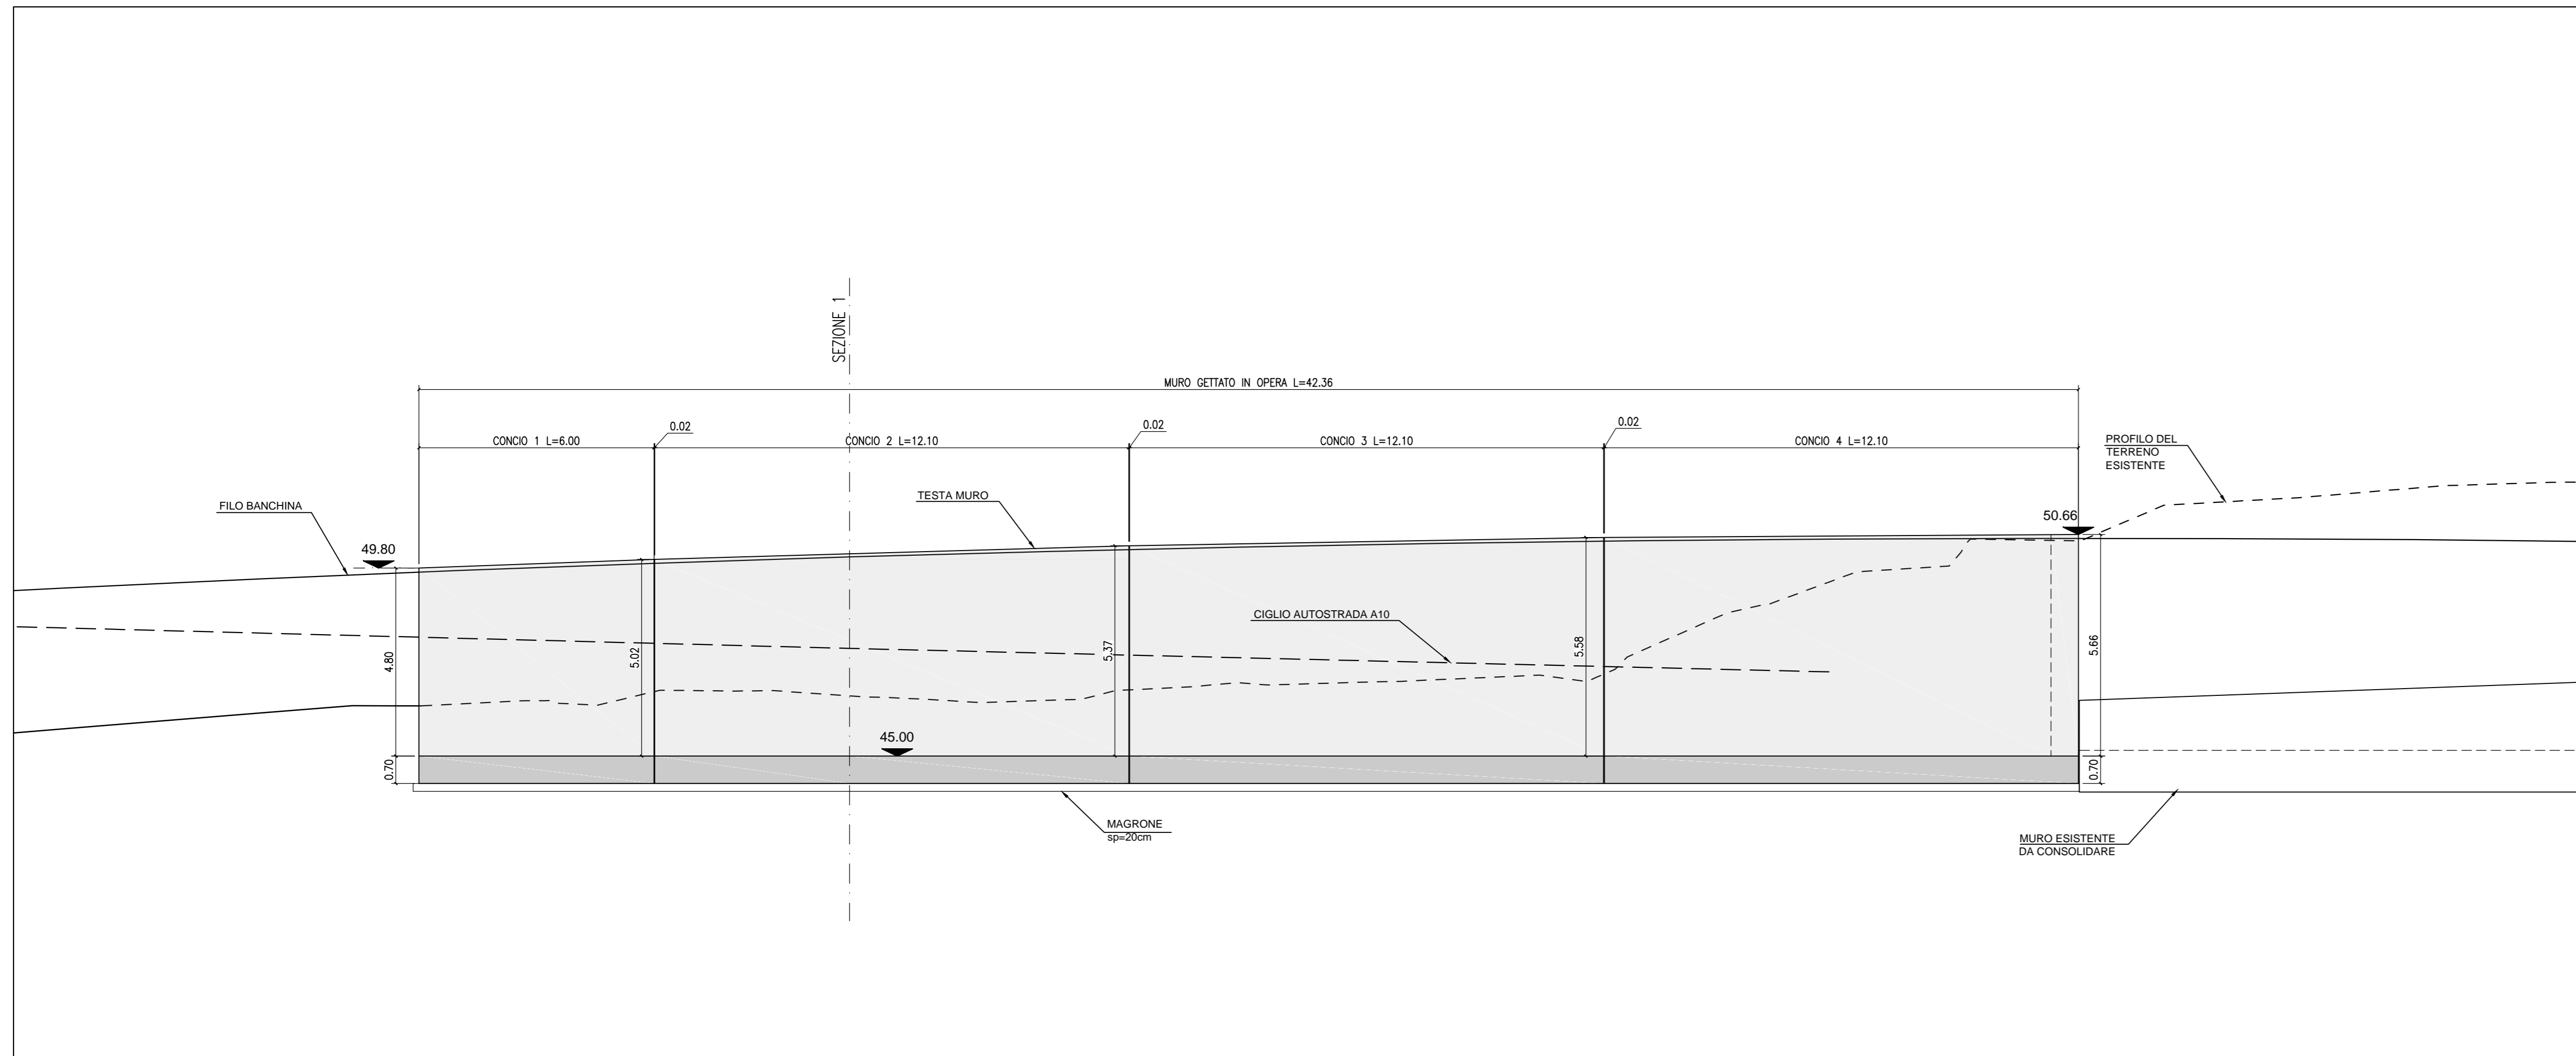 SEZIONE 1
MURO GETTATO IN OPERA L=42.36
0.02
0.02
0.02
CONCIO 1 L=6.00
CONCIO 2 L=12.10
CONCIO 3 L=12.10
CONCIO 4 L=12.10
PROFILO DEL
TERRENO
ESISTENTE
FILO BANCHINA
TESTA MURO
50.66
49.80
CIGLIO AUTOSTRADA A10
4.80
5.02
5.37
5.58
5.66
45.00
0.70
0.70
MAGRONE
sp=20cm
MURO ESISTENTE
DA CONSOLIDARE